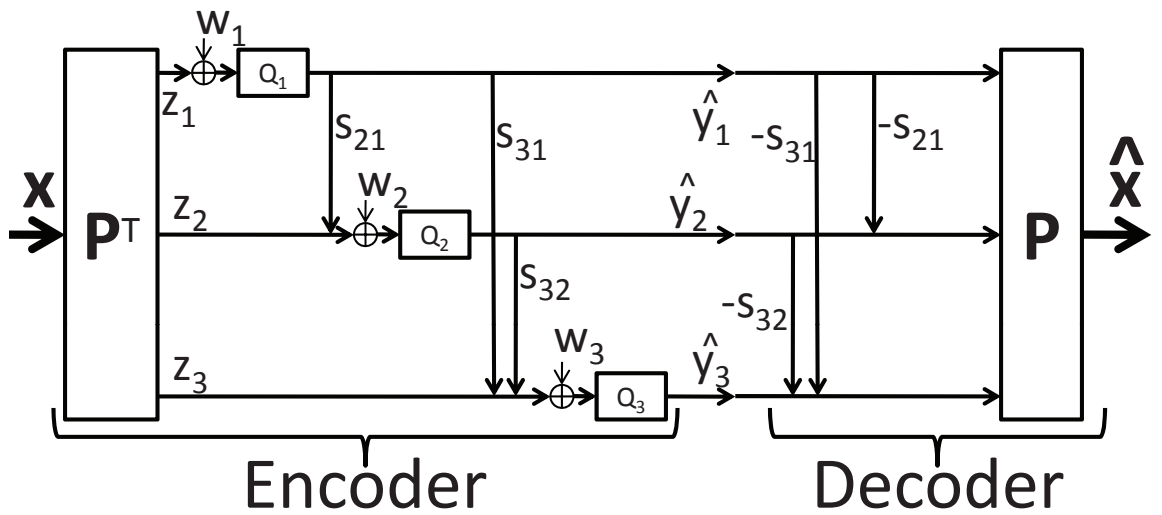 w₁
Q₁
z₁
s₂₁
s₃₁
ŷ₁
-s₃₁
-s₂₁
x
Pᵀ
z₂
w₂
Q₂
ŷ₂
P
x̂
s₃₂
-s₃₂
z₃
w₃
Q₃
ŷ₃
Encoder
Decoder